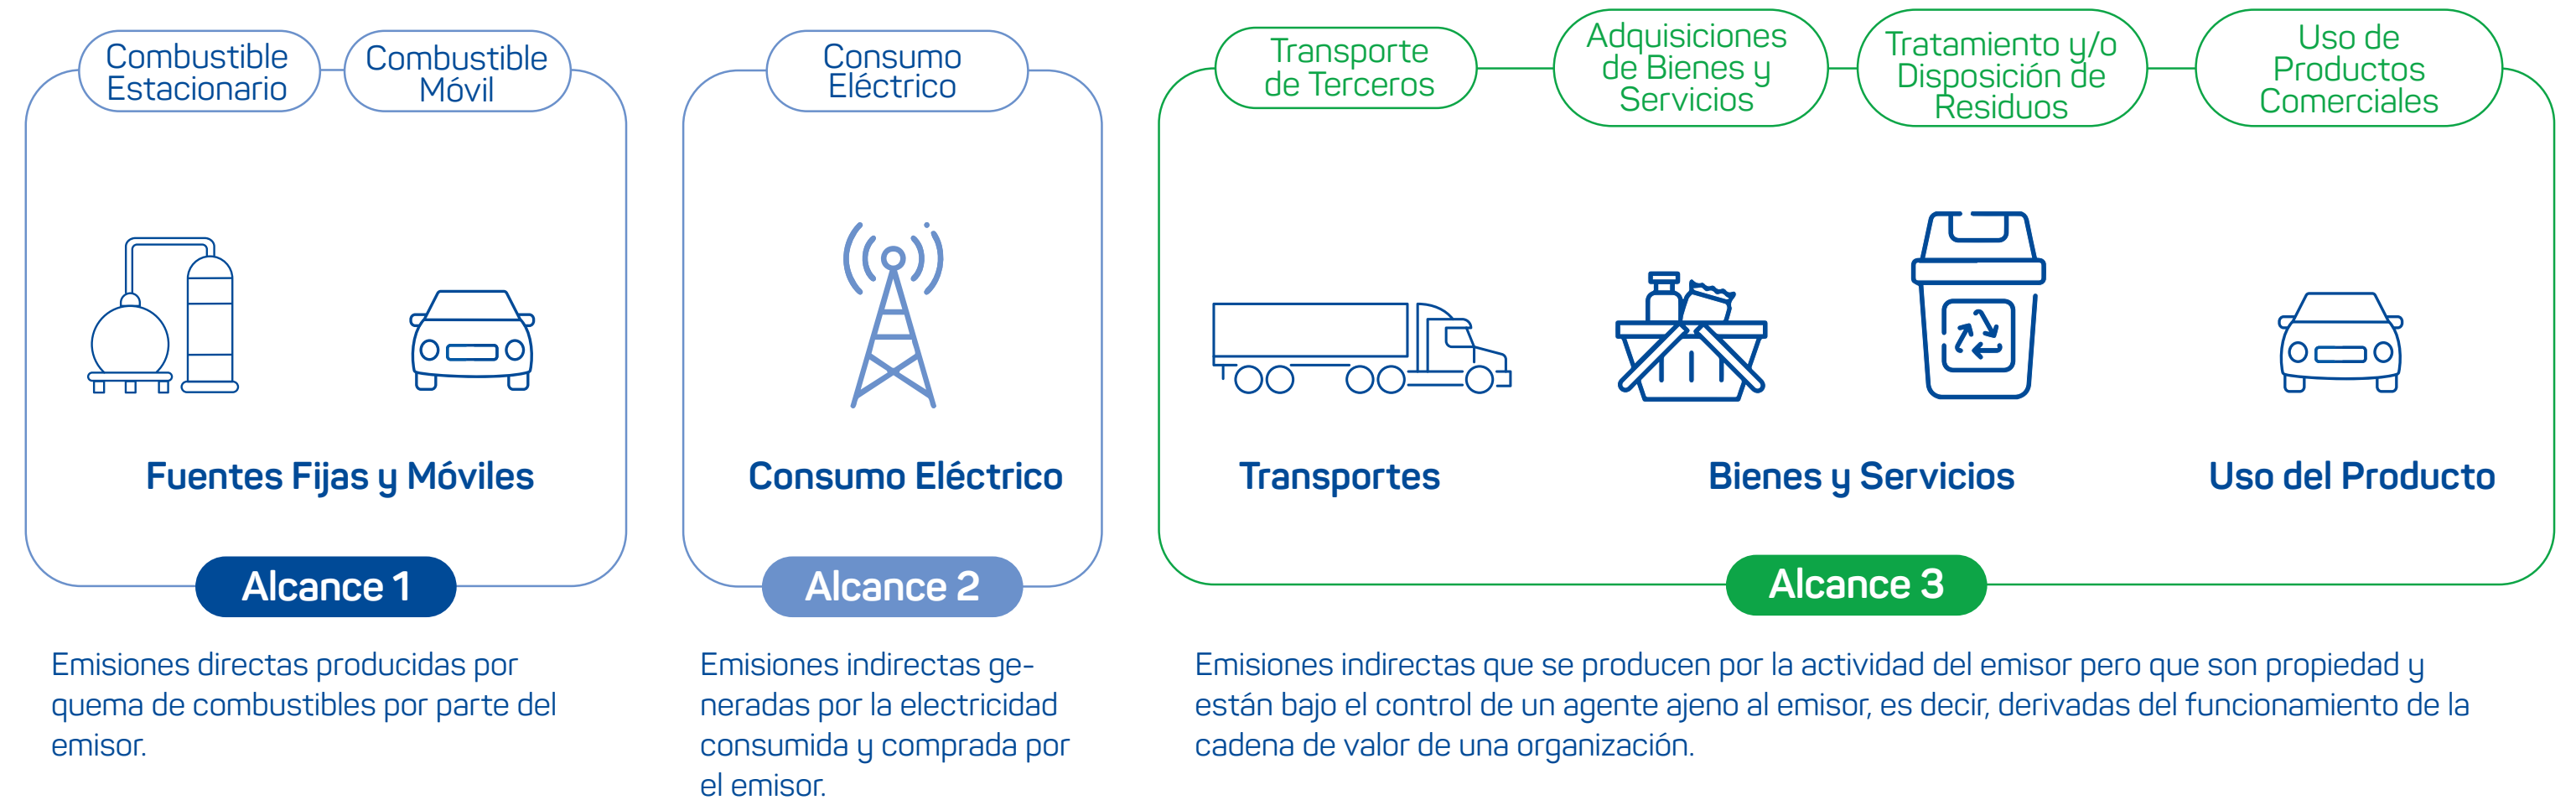 Combustible
Estacionario
Combustible
Móvil
Fuentes Fijas y Móviles
Alcance 1
Emisiones directas producidas por
quema de combustibles por parte del
emisor.
Consumo
Eléctrico
Consumo Eléctrico
Alcance 2
Emisiones indirectas ge-
neradas por la electricidad
consumida y comprada por
el emisor.
Transporte
de Terceros
Adquisiciones
de Bienes y
Servicios
Tratamiento y/o
Disposición de
Residuos
Uso de
Productos
Comerciales
Transportes
Bienes y Servicios
Uso del Producto
Alcance 3
Emisiones indirectas que se producen por la actividad del emisor pero que son propiedad y
están bajo el control de un agente ajeno al emisor, es decir, derivadas del funcionamiento de la
cadena de valor de una organización.